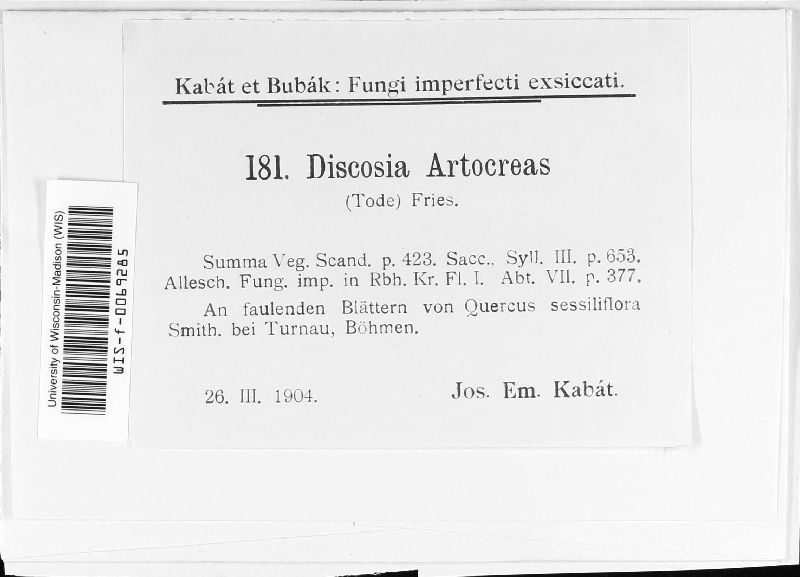 Kabát et Bubák: Fungi imperfecti exsiccati.
181. Discosia Artocreas
(Tode) Fries.
Summa Veg. Scand. p. 423. Sacc., Syll. III. p. 653.
Allesch. Fung. imp. in Rbh. Kr. Fl. I. Abt. VII. p. 377.
An faulenden Blättern von Quercus sessiliflora
Smith. bei Turnau, Böhmen.
26. III. 1904.
Jos. Em. Kabát.
University of Wisconsin-Madison (WIS)
WIS-f-0069285